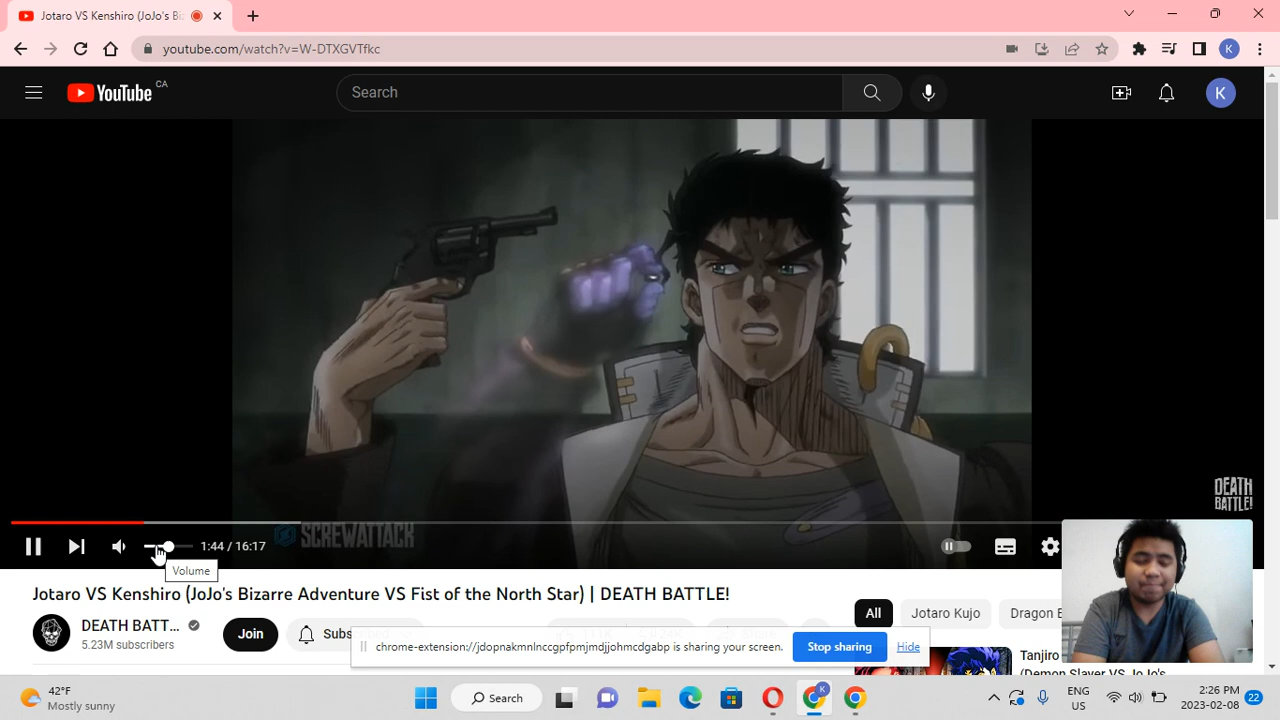 Jotaro VS Kenshiro (JoJo's Bi
youtube.com/watch?v=W-DTXGVTfkc
K
YouTube CA
Search
K
DEATH BATTLE!
SCREWATTACK
1:44 / 16:17
Volume
Jotaro VS Kenshiro (JoJo's Bizarre Adventure VS Fist of the North Star) | DEATH BATTLE!
DEATH BATT...
5.23M subscribers
Join
Subs
All
Jotaro Kujo
Dragon
chrome-extension://jdopnakmnlnccgpfpmjmdjjohmcdgabp is sharing your screen.
Stop sharing
Hide
Tanjiro
(Demon Slayer VS JoJo's
42°F
Mostly sunny
Search
K
ENG
US
2:26 PM
2023-02-08
22